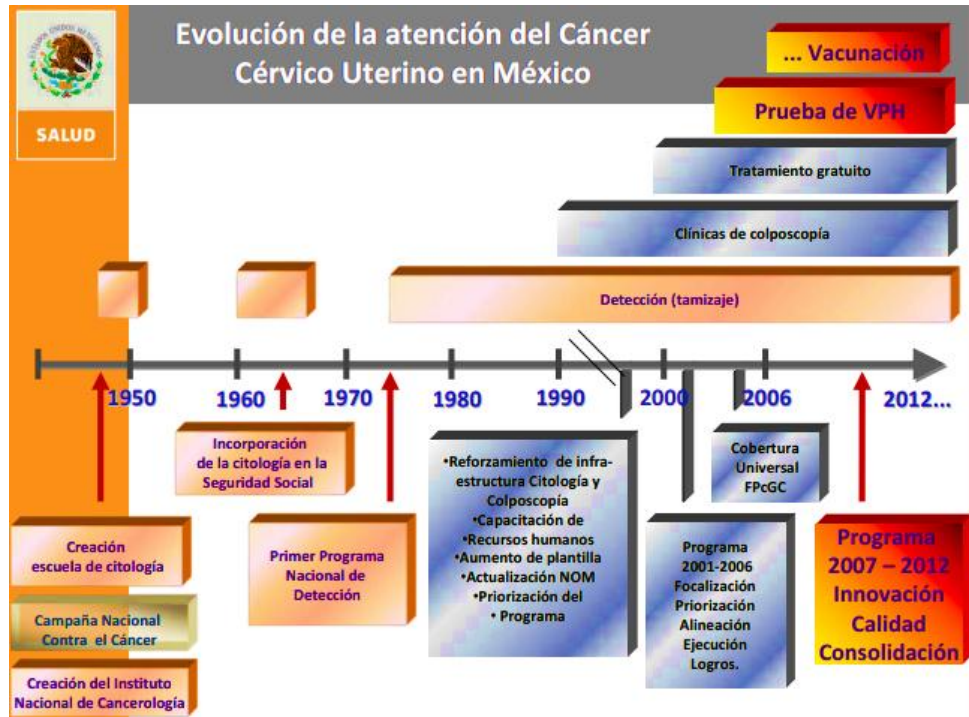 Evolución de la atención del Cáncer
Cérvico Uterino en México
SALUD
... Vacunación
Prueba de VPH
Tratamiento gratuito
Clínicas de colposcopía
Detección (tamizaje)
1950
1960
1970
1980
1990
2000
2006
2012...
Incorporación
de la citología en la
Seguridad Social
Creación
escuela de citología
Campaña Nacional
Contra el Cáncer
Creación del Instituto
Nacional de Cancerología
Primer Programa
Nacional de
Detección
•Reforzamiento de infra-
estructura Citología y
Colposcopía
•Capacitación de
•Recursos humanos
•Aumento de plantilla
•Actualización NOM
•Priorización del
• Programa
Cobertura
Universal
FPcGC
Programa
2001-2006
Focalización
Priorización
Alineación
Ejecución
Logros.
Programa
2007 – 2012
Innovación
Calidad
Consolidación